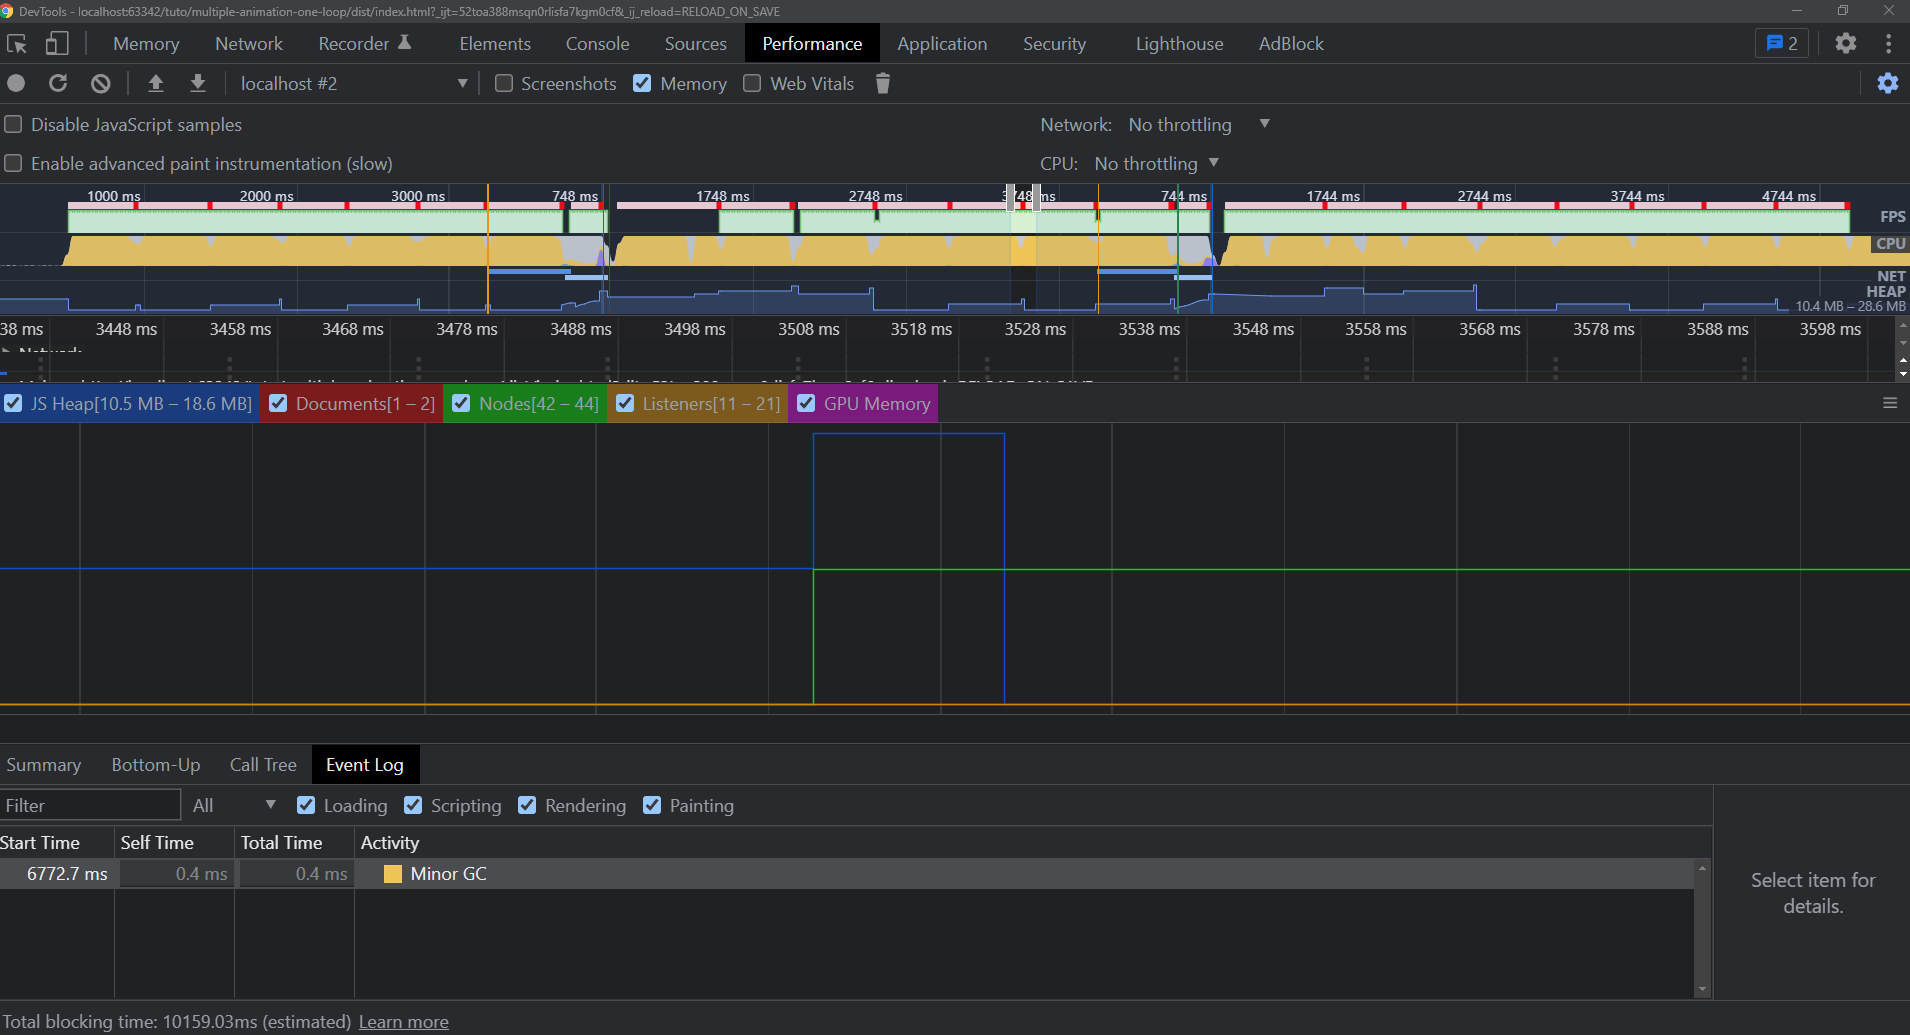 DevTools - localhost:63342/tuto/multiple-animation-one-loop/dist/index.html?_ijt=52toa388msqn0rlisfa7kgm0cf&_ij_reload=RELOAD_ON_SAVE
Memory Network Recorder Elements Console Sources Performance Application Security Lighthouse AdBlock 2
localhost #2 Screenshots Memory Web Vitals
Disable JavaScript samples Network: No throttling
Enable advanced paint instrumentation (slow) CPU: No throttling
1000 ms 2000 ms 3000 ms 748 ms 1748 ms 2748 ms 3748 ms 744 ms 1744 ms 2744 ms 3744 ms 4744 ms
FPS
CPU
NET
HEAP
10.4 MB – 28.6 MB
38 ms 3448 ms 3458 ms 3468 ms 3478 ms 3488 ms 3498 ms 3508 ms 3518 ms 3528 ms 3538 ms 3548 ms 3558 ms 3568 ms 3578 ms 3588 ms 3598 ms
Network
JS Heap[10.5 MB – 18.6 MB] Documents[1 – 2] Nodes[42 – 44] Listeners[11 – 21] GPU Memory
Summary Bottom-Up Call Tree Event Log
Filter All Loading Scripting Rendering Painting
Start Time Self Time Total Time Activity
6772.7 ms 0.4 ms 0.4 ms Minor GC
Select item for
details.
Total blocking time: 10159.03ms (estimated) Learn more